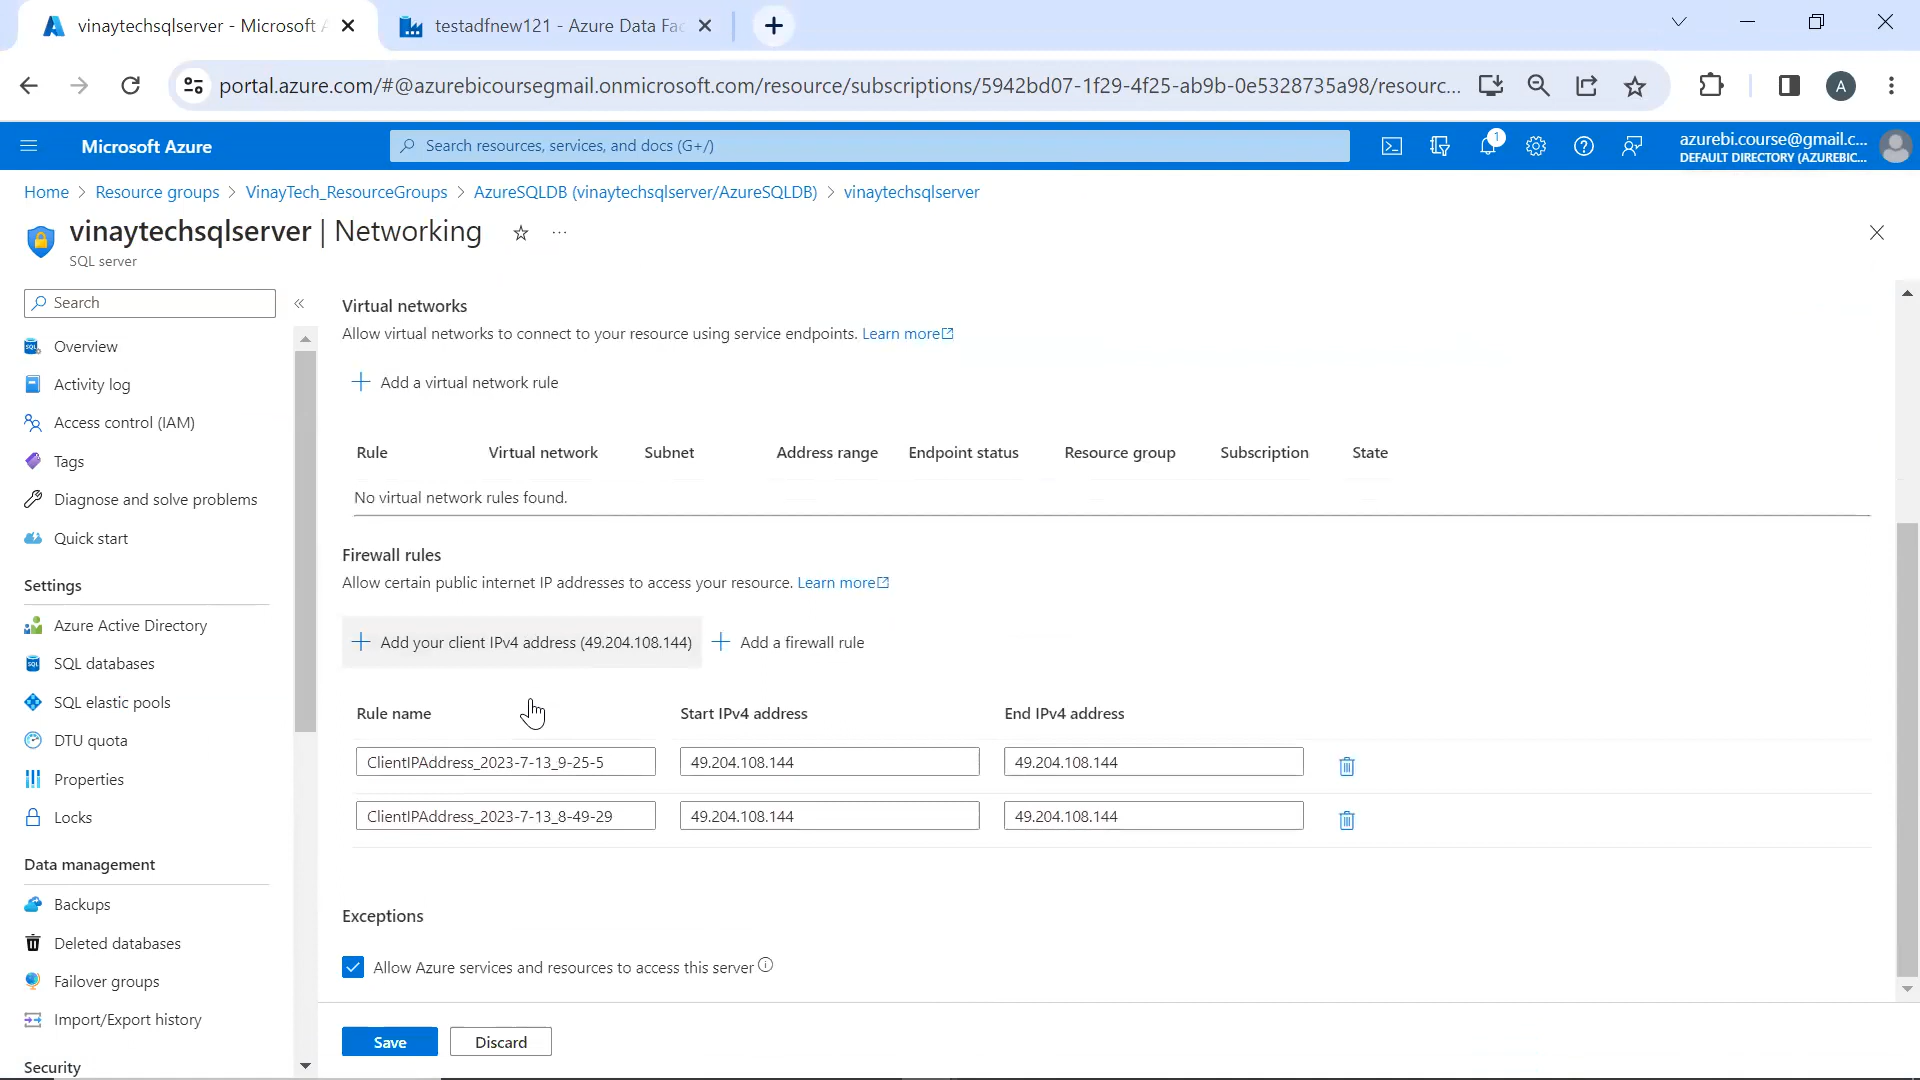 vinaytechsqlserver - Microsoft A
testadfnew121 - Azure Data Fac
portal.azure.com/#@azurebicoursegmail.onmicrosoft.com/resource/subscriptions/5942bd07-1f29-4f25-ab9b-0e5328735a98/resourc...
A
Microsoft Azure
Search resources, services, and docs (G+/)
1
azurebi.course@gmail.c...
DEFAULT DIRECTORY (AZUREBIC...
Home > Resource groups > VinayTech_ResourceGroups > AzureSQLDB (vinaytechsqlserver/AzureSQLDB) > vinaytechsqlserver
vinaytechsqlserver | Networking
SQL server
Search
Overview
Activity log
Access control (IAM)
Tags
Diagnose and solve problems
Quick start
Settings
Azure Active Directory
SQL databases
SQL elastic pools
DTU quota
Properties
Locks
Data management
Backups
Deleted databases
Failover groups
Import/Export history
Security
Virtual networks
Allow virtual networks to connect to your resource using service endpoints. Learn more
Add a virtual network rule
Rule Virtual network Subnet Address range Endpoint status Resource group Subscription State
No virtual network rules found.
Firewall rules
Allow certain public internet IP addresses to access your resource. Learn more
Add your client IPv4 address (49.204.108.144) Add a firewall rule
Rule name Start IPv4 address End IPv4 address
ClientIPAddress_2023-7-13_9-25-5 49.204.108.144 49.204.108.144
ClientIPAddress_2023-7-13_8-49-29 49.204.108.144 49.204.108.144
Exceptions
Allow Azure services and resources to access this server
Save Discard